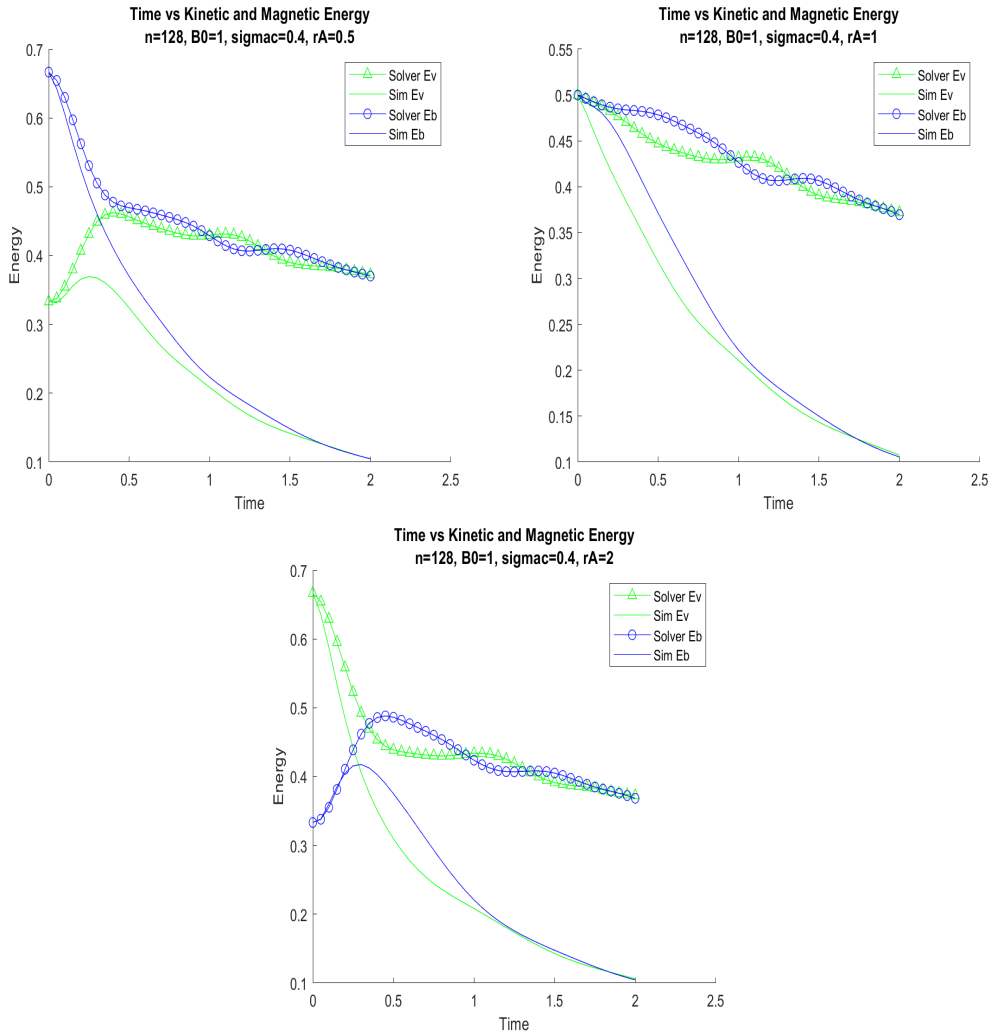 Time vs Kinetic and Magnetic Energy
n=128, B0=1, sigmac=0.4, rA=0.5
0.7
0.6
0.5
0.4
0.3
0.2
0.1
Energy
0
0.5
1
1.5
2
2.5
Time
Solver Ev
Sim Ev
Solver Eb
Sim Eb
Time vs Kinetic and Magnetic Energy
n=128, B0=1, sigmac=0.4, rA=1
0.55
0.5
0.45
0.4
0.35
0.3
0.25
0.2
0.15
0.1
Energy
0
0.5
1
1.5
2
2.5
Time
Solver Ev
Sim Ev
Solver Eb
Sim Eb
Time vs Kinetic and Magnetic Energy
n=128, B0=1, sigmac=0.4, rA=2
0.7
0.6
0.5
0.4
0.3
0.2
0.1
Energy
0
0.5
1
1.5
2
2.5
Time
Solver Ev
Sim Ev
Solver Eb
Sim Eb